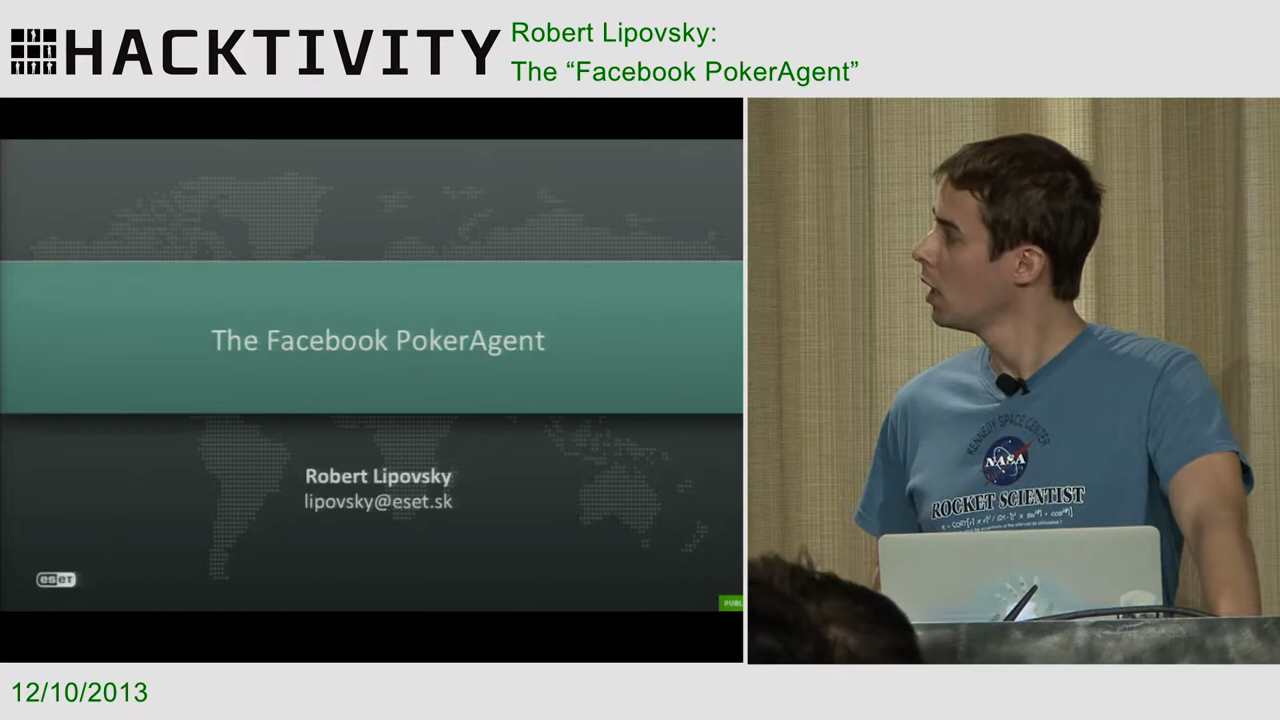 HACKTIVITY
Robert Lipovsky:
The “Facebook PokerAgent”
The Facebook PokerAgent
Robert Lipovsky
lipovsky@eset.sk
eseT
PUBL
KENNEDY SPACE CENTER
NASA
ROCKET SCIENTIST
12/10/2013